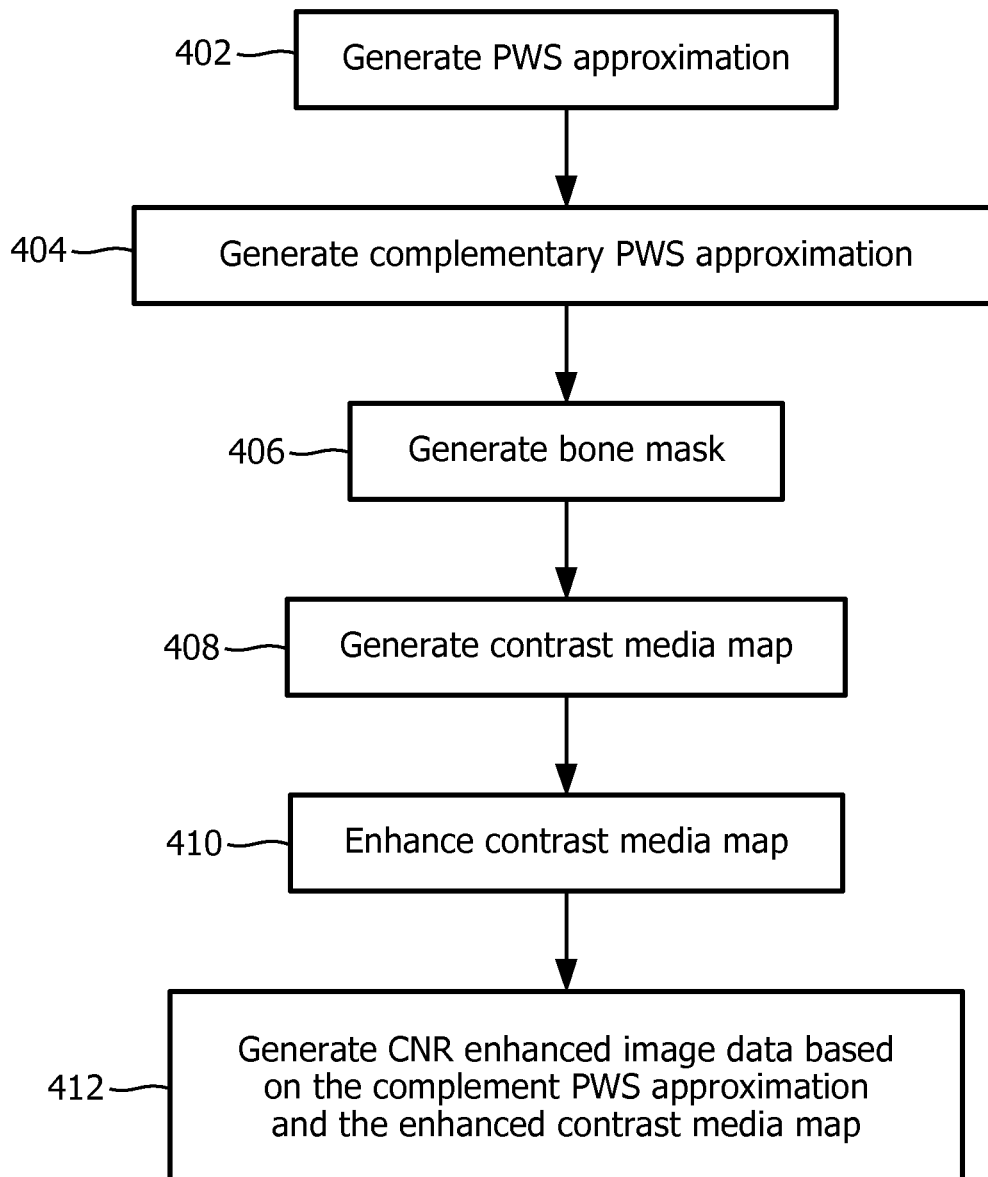 402
Generate PWS approximation
404
Generate complementary PWS approximation
406
Generate bone mask
408
Generate contrast media map
410
Enhance contrast media map
412
Generate CNR enhanced image data based
on the complement PWS approximation
and the enhanced contrast media map